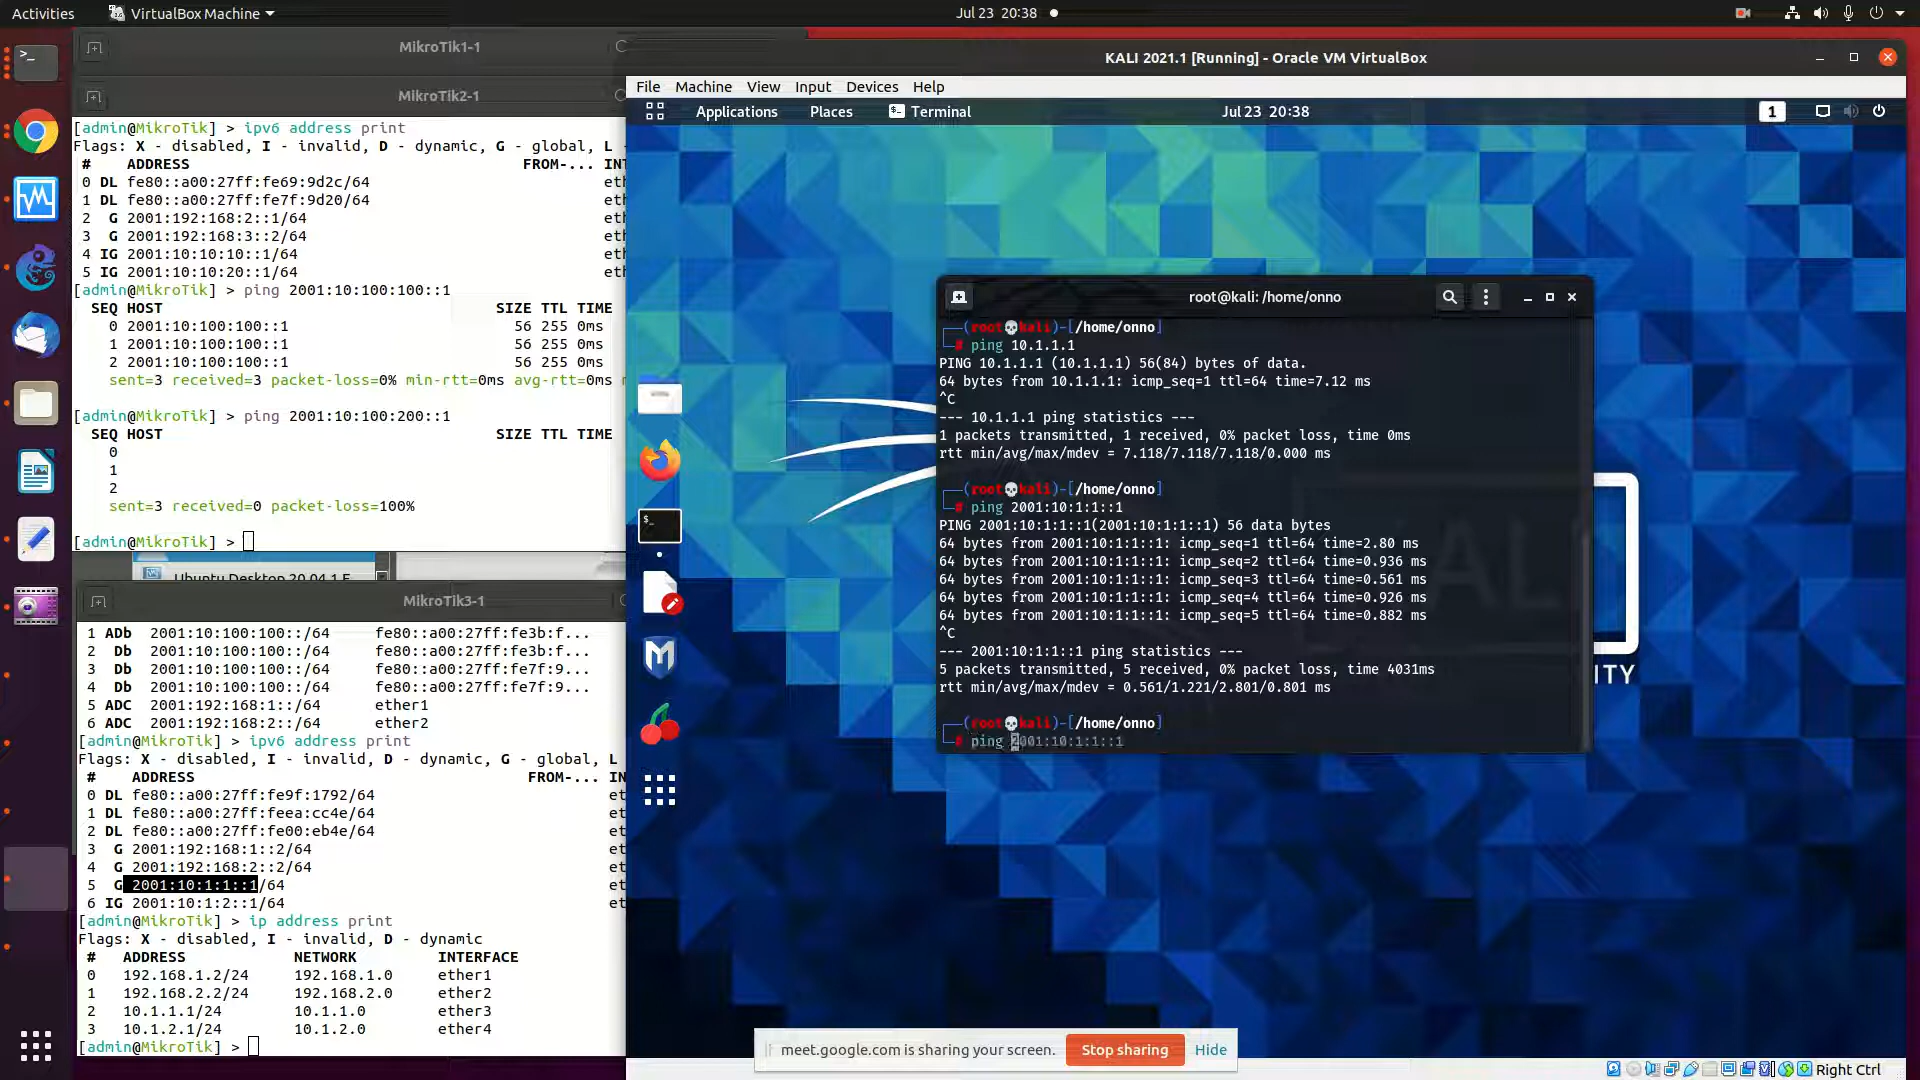 Activities
VirtualBox Machine
Jul 23 20:38
MikroTik1-1
MikroTik2-1
[admin@MikroTik] > ipv6 address print
Flags: X - disabled, I - invalid, D - dynamic, G - global, L
# ADDRESS FROM-... INT
0 DL fe80::a00:27ff:fe69:9d2c/64 eth
1 DL fe80::a00:27ff:fe7f:9d20/64 eth
2 G 2001:192:168:2::1/64 eth
3 G 2001:192:168:3::2/64 eth
4 IG 2001:10:10:10::1/64 eth
5 IG 2001:10:10:20::1/64 eth
[admin@MikroTik] > ping 2001:10:100:100::1
SEQ HOST SIZE TTL TIME
0 2001:10:100:100::1 56 255 0ms
1 2001:10:100:100::1 56 255 0ms
2 2001:10:100:100::1 56 255 0ms
sent=3 received=3 packet-loss=0% min-rtt=0ms avg-rtt=0ms
[admin@MikroTik] > ping 2001:10:100:200::1
SEQ HOST SIZE TTL TIME
0
1
2
sent=3 received=0 packet-loss=100%
[admin@MikroTik] >
Ubuntu Desktop 20.04.1 F
MikroTik3-1
1 ADb 2001:10:100:100::/64 fe80::a00:27ff:fe3b:f...
2 Db 2001:10:100:100::/64 fe80::a00:27ff:fe3b:f...
3 Db 2001:10:100:100::/64 fe80::a00:27ff:fe7f:9...
4 Db 2001:10:100:100::/64 fe80::a00:27ff:fe7f:9...
5 ADC 2001:192:168:1::/64 ether1
6 ADC 2001:192:168:2::/64 ether2
[admin@MikroTik] > ipv6 address print
Flags: X - disabled, I - invalid, D - dynamic, G - global, L
# ADDRESS FROM-... IN
0 DL fe80::a00:27ff:fe9f:1792/64 et
1 DL fe80::a00:27ff:feea:cc4e/64 et
2 DL fe80::a00:27ff:fe00:eb4e/64 et
3 G 2001:192:168:1::2/64 et
4 G 2001:192:168:2::2/64 et
5 G 2001:10:1:1::1/64 et
6 IG 2001:10:1:2::1/64 et
[admin@MikroTik] > ip address print
Flags: X - disabled, I - invalid, D - dynamic
# ADDRESS NETWORK INTERFACE
0 192.168.1.2/24 192.168.1.0 ether1
1 192.168.2.2/24 192.168.2.0 ether2
2 10.1.1.1/24 10.1.1.0 ether3
3 10.1.2.1/24 10.1.2.0 ether4
[admin@MikroTik] >
KALI 2021.1 [Running] - Oracle VM VirtualBox
File Machine View Input Devices Help
Applications Places Terminal Jul 23 20:38 1
root@kali: /home/onno
(root💀kali)-[/home/onno]
# ping 10.1.1.1
PING 10.1.1.1 (10.1.1.1) 56(84) bytes of data.
64 bytes from 10.1.1.1: icmp_seq=1 ttl=64 time=7.12 ms
^C
--- 10.1.1.1 ping statistics ---
1 packets transmitted, 1 received, 0% packet loss, time 0ms
rtt min/avg/max/mdev = 7.118/7.118/7.118/0.000 ms
(root💀kali)-[/home/onno]
# ping 2001:10:1:1::1
PING 2001:10:1:1::1(2001:10:1:1::1) 56 data bytes
64 bytes from 2001:10:1:1::1: icmp_seq=1 ttl=64 time=2.80 ms
64 bytes from 2001:10:1:1::1: icmp_seq=2 ttl=64 time=0.936 ms
64 bytes from 2001:10:1:1::1: icmp_seq=3 ttl=64 time=0.561 ms
64 bytes from 2001:10:1:1::1: icmp_seq=4 ttl=64 time=0.926 ms
64 bytes from 2001:10:1:1::1: icmp_seq=5 ttl=64 time=0.882 ms
^C
--- 2001:10:1:1::1 ping statistics ---
5 packets transmitted, 5 received, 0% packet loss, time 4031ms
rtt min/avg/max/mdev = 0.561/1.221/2.801/0.801 ms
(root💀kali)-[/home/onno]
# ping 2001:10:1:1::1
KALI
ITY
meet.google.com is sharing your screen. Stop sharing Hide
Right Ctrl